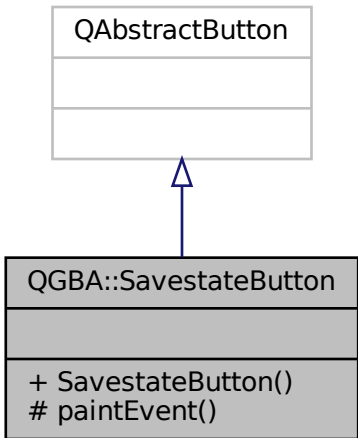 QAbstractButton
QGBA::SavestateButton
+ SavestateButton()
# paintEvent()